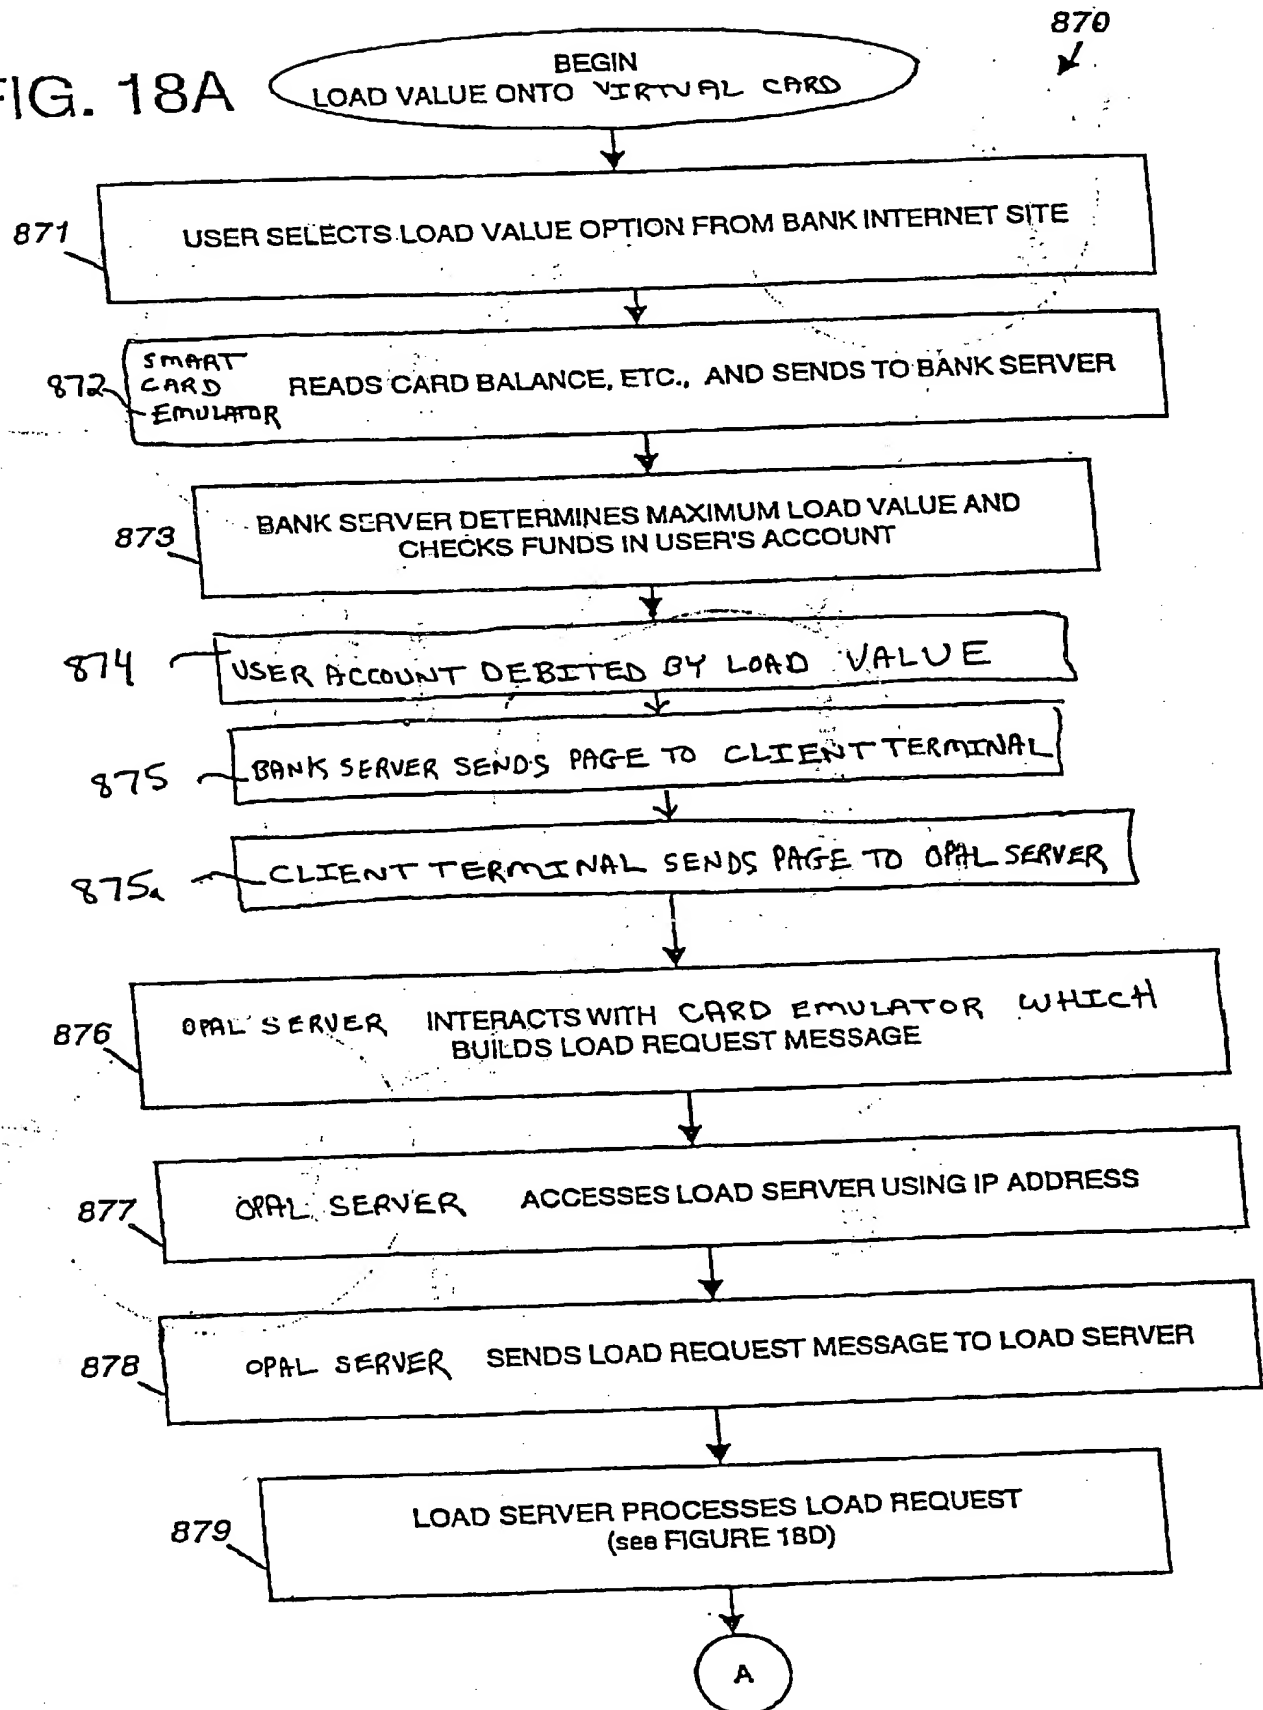 870
FIG. 18A
BEGIN
LOAD VALUE ONTO VIRTUAL CARD
871
USER SELECTS LOAD VALUE OPTION FROM BANK INTERNET SITE
872
SMART
CARD
EMULATOR
READS CARD BALANCE, ETC., AND SENDS TO BANK SERVER
873
BANK SERVER DETERMINES MAXIMUM LOAD VALUE AND
CHECKS FUNDS IN USER'S ACCOUNT
874
USER ACCOUNT DEBITED BY LOAD VALUE
875
BANK SERVER SENDS PAGE TO CLIENT TERMINAL
875a
CLIENT TERMINAL SENDS PAGE TO OPAL SERVER
876
OPAL SERVER INTERACTS WITH CARD EMULATOR WHICH
BUILDS LOAD REQUEST MESSAGE
877
OPAL SERVER ACCESSES LOAD SERVER USING IP ADDRESS
878
OPAL SERVER SENDS LOAD REQUEST MESSAGE TO LOAD SERVER
879
LOAD SERVER PROCESSES LOAD REQUEST
(see FIGURE 18D)
A